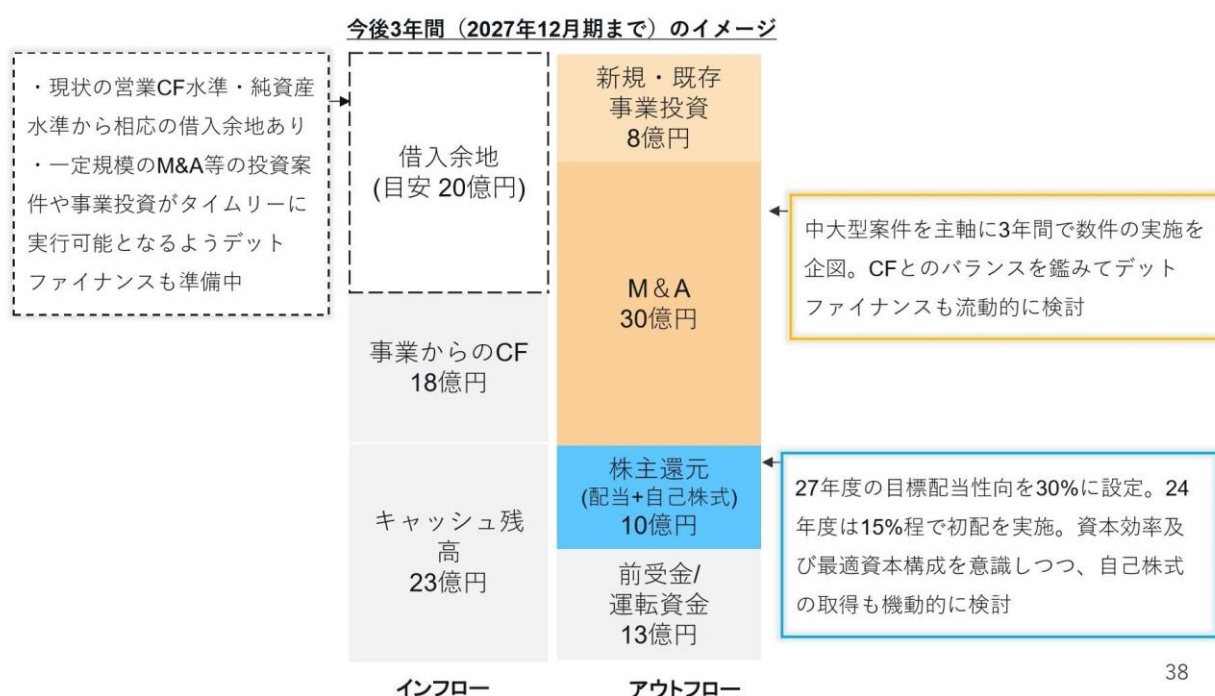 今後3年間（2027年12月期まで）のイメージ
・現状の営業CF水準・純資産
水準から相応の借入余地あり
・一定規模のM&A等の投資案
件や事業投資がタイムリーに
実行可能となるようデット
ファイナンスも準備中
借入余地
(目安 20億円)
事業からのCF
18億円
キャッシュ残
高
23億円
インフロー
新規・既存
事業投資
8億円
M＆A
30億円
株主還元
(配当+自己株式)
10億円
前受金/
運転資金
13億円
アウトフロー
中大型案件を主軸に3年間で数件の実施を
企図。CFとのバランスを鑑みてデット
ファイナンスも流動的に検討
27年度の目標配当性向を30%に設定。24
年度は15%程で初配を実施。資本効率及
び最適資本構成を意識しつつ、自己株式
の取得も機動的に検討
38